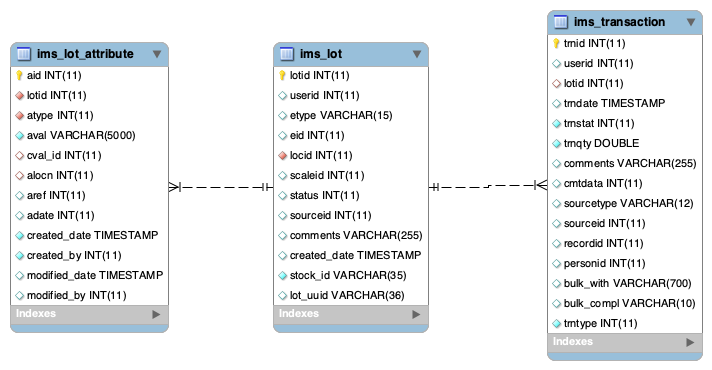 ims_lot_attribute
aid INT(11)
lotid INT(11)
atype INT(11)
aval VARCHAR(5000)
cval_id INT(11)
alocn INT(11)
aref INT(11)
adate INT(11)
created_date TIMESTAMP
created_by INT(11)
modified_date TIMESTAMP
modified_by INT(11)
Indexes
ims_lot
lotid INT(11)
userid INT(11)
etype VARCHAR(15)
eid INT(11)
locid INT(11)
scaleid INT(11)
status INT(11)
sourceid INT(11)
comments VARCHAR(255)
created_date TIMESTAMP
stock_id VARCHAR(35)
lot_uuid VARCHAR(36)
Indexes
ims_transaction
trnid INT(11)
userid INT(11)
lotid INT(11)
trndate TIMESTAMP
trnstat INT(11)
trnqty DOUBLE
comments VARCHAR(255)
cmtdata INT(11)
sourcetype VARCHAR(12)
sourceid INT(11)
recordid INT(11)
personid INT(11)
bulk_with VARCHAR(700)
bulk_compl VARCHAR(10)
trntype INT(11)
Indexes